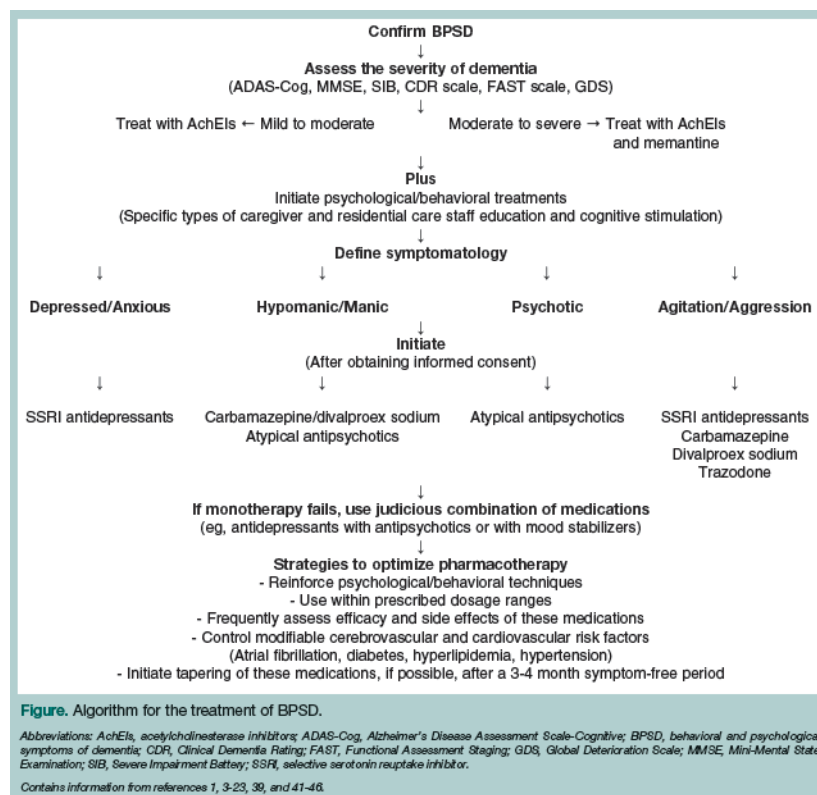 Confirm BPSD
↓
Assess the severity of dementia
(ADAS-Cog, MMSE, SIB, CDR scale, FAST scale, GDS)
↓
Treat with AchEIs ← Mild to moderate Moderate to severe → Treat with AchEIs
and memantine
↓
Plus
Initiate psychological/behavioral treatments
(Specific types of caregiver and residential care staff education and cognitive stimulation)
↓
Define symptomatology
↓ ↓ ↓ ↓
Depressed/Anxious Hypomanic/Manic Psychotic Agitation/Aggression
↓
Initiate
(After obtaining informed consent)
↓ ↓ ↓ ↓
SSRI antidepressants Carbamazepine/divalproex sodium Atypical antipsychotics SSRI antidepressants
Atypical antipsychotics Carbamazepine
Divalproex sodium
Trazodone
↓
If monotherapy fails, use judicious combination of medications
(eg, antidepressants with antipsychotics or with mood stabilizers)
↓
Strategies to optimize pharmacotherapy
- Reinforce psychological/behavioral techniques
- Use within prescribed dosage ranges
- Frequently assess efficacy and side effects of these medications
- Control modifiable cerebrovascular and cardiovascular risk factors
(Atrial fibrillation, diabetes, hyperlipidemia, hypertension)
- Initiate tapering of these medications, if possible, after a 3-4 month symptom-free period
Figure. Algorithm for the treatment of BPSD.
Abbreviations: AchEIs, acetylcholinesterase inhibitors; ADAS-Cog, Alzheimer's Disease Assessment Scale-Cognitive; BPSD, behavioral and psychological
symptoms of dementia; CDR, Clinical Dementia Rating; FAST, Functional Assessment Staging; GDS, Global Deterioration Scale; MMSE, Mini-Mental State
Examination; SIB, Severe Impairment Battery; SSRI, selective serotonin reuptake inhibitor.
Contains information from references 1, 3-23, 39, and 41-46.